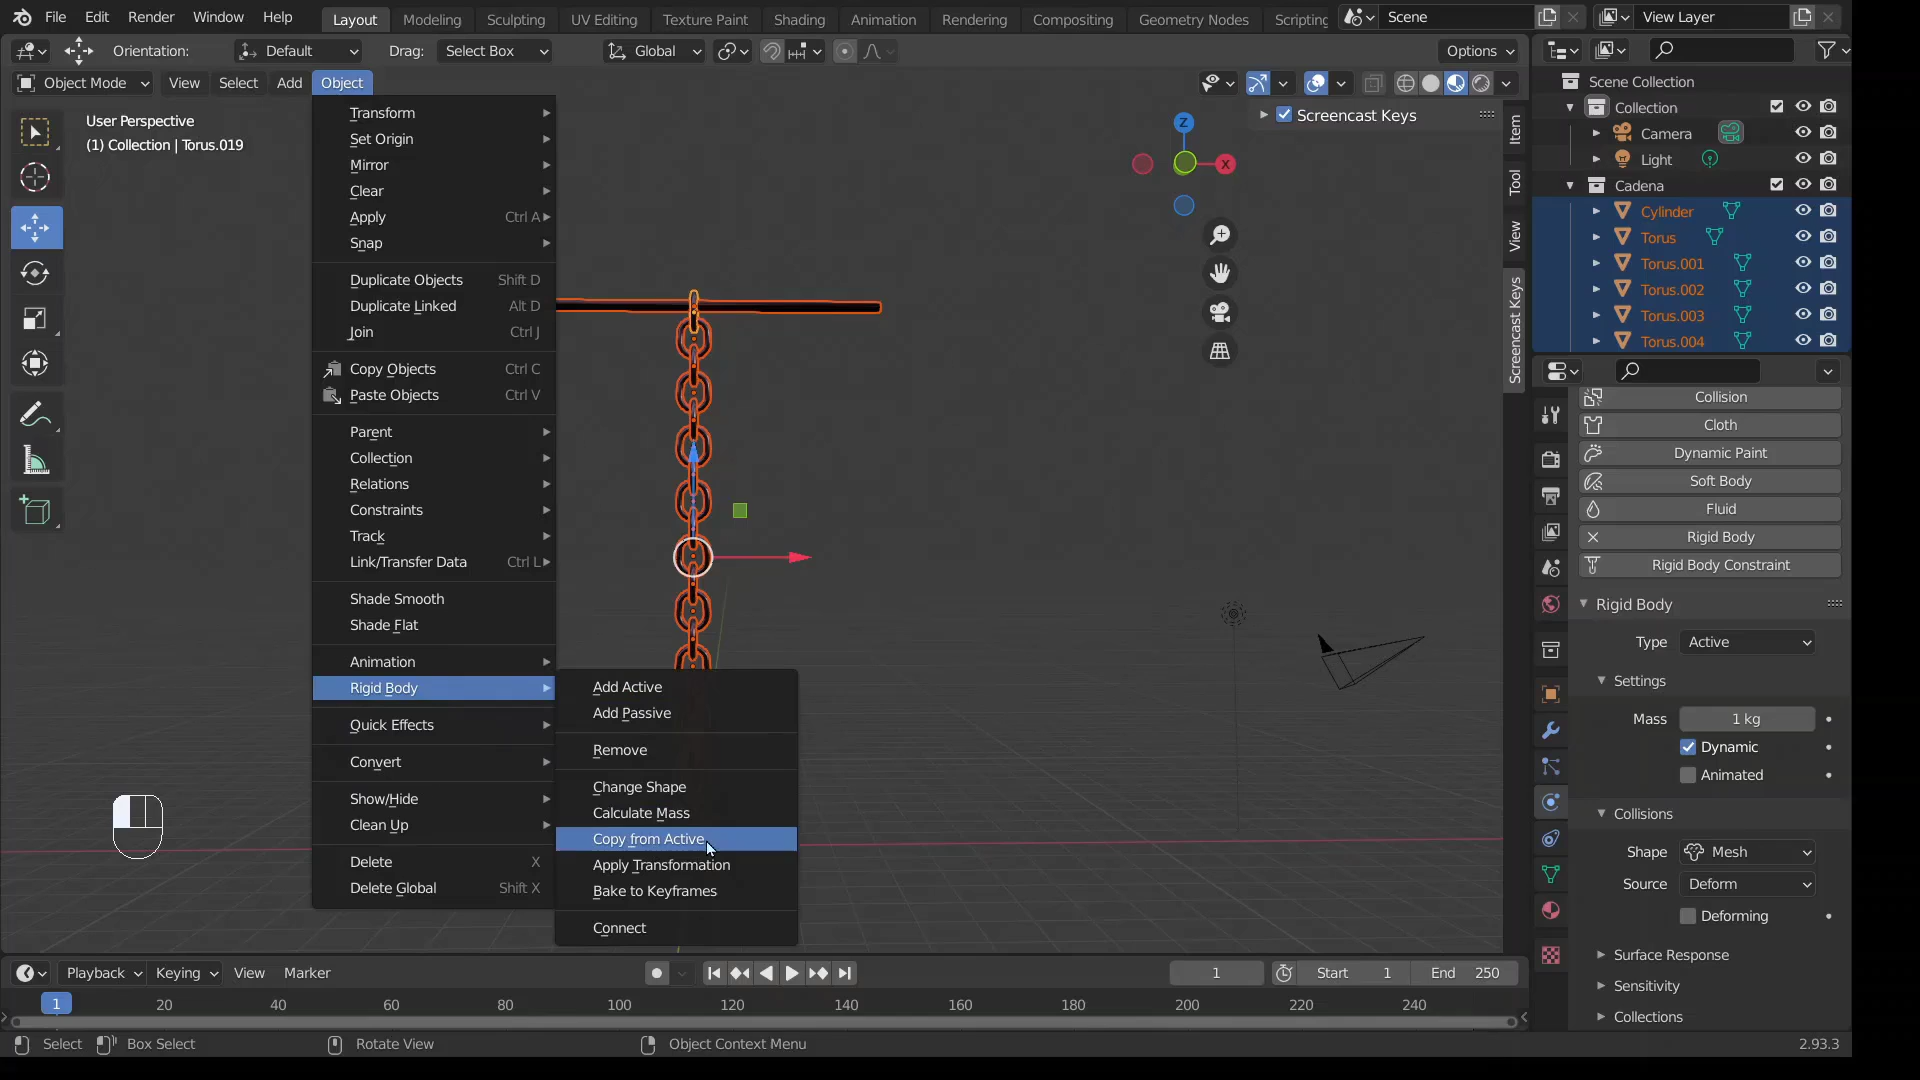 File Edit Render Window Help Layout Modeling Sculpting UV Editing Texture Paint Shading Animation Rendering Compositing Geometry Nodes Scripting Scene View Layer
Orientation: Default Drag: Select Box Global Options
Object Mode View Select Add Object
User Perspective
(1) Collection | Torus.019
Transform
Set Origin
Mirror
Clear
Apply Ctrl A
Snap
Duplicate Objects Shift D
Duplicate Linked Alt D
Join Ctrl J
Copy Objects Ctrl C
Paste Objects Ctrl V
Parent
Collection
Relations
Constraints
Track
Link/Transfer Data Ctrl L
Shade Smooth
Shade Flat
Animation
Rigid Body
Quick Effects
Convert
Show/Hide
Clean Up
Delete X
Delete Global Shift X
Add Active
Add Passive
Remove
Change Shape
Calculate Mass
Copy from Active
Apply Transformation
Bake to Keyframes
Connect
Screencast Keys
Z
X
Item
Tool
View
Screencast Keys
Scene Collection
Collection
Camera
Light
Cadena
Cylinder
Torus
Torus.001
Torus.002
Torus.003
Torus.004
Collision
Cloth
Dynamic Paint
Soft Body
Fluid
Rigid Body
Rigid Body Constraint
Rigid Body
Type Active
Settings
Mass 1 kg
Dynamic
Animated
Collisions
Shape Mesh
Source Deform
Deforming
Surface Response
Sensitivity
Collections
Playback Keying View Marker 1 Start 1 End 250
1 20 40 60 80 100 120 140 160 180 200 220 240
Select Box Select Rotate View Object Context Menu 2.93.3